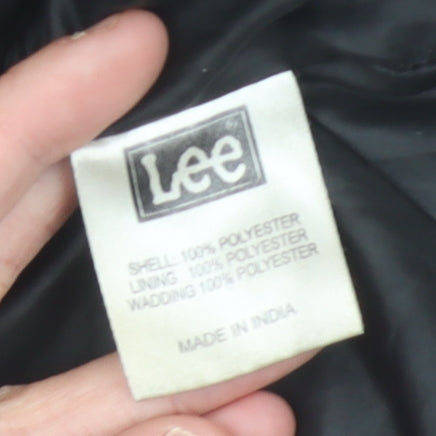 Lee
SHELL: 100% POLYESTER
LINING 100% POLYESTER
WADDING 100% POLYESTER
MADE IN INDIA